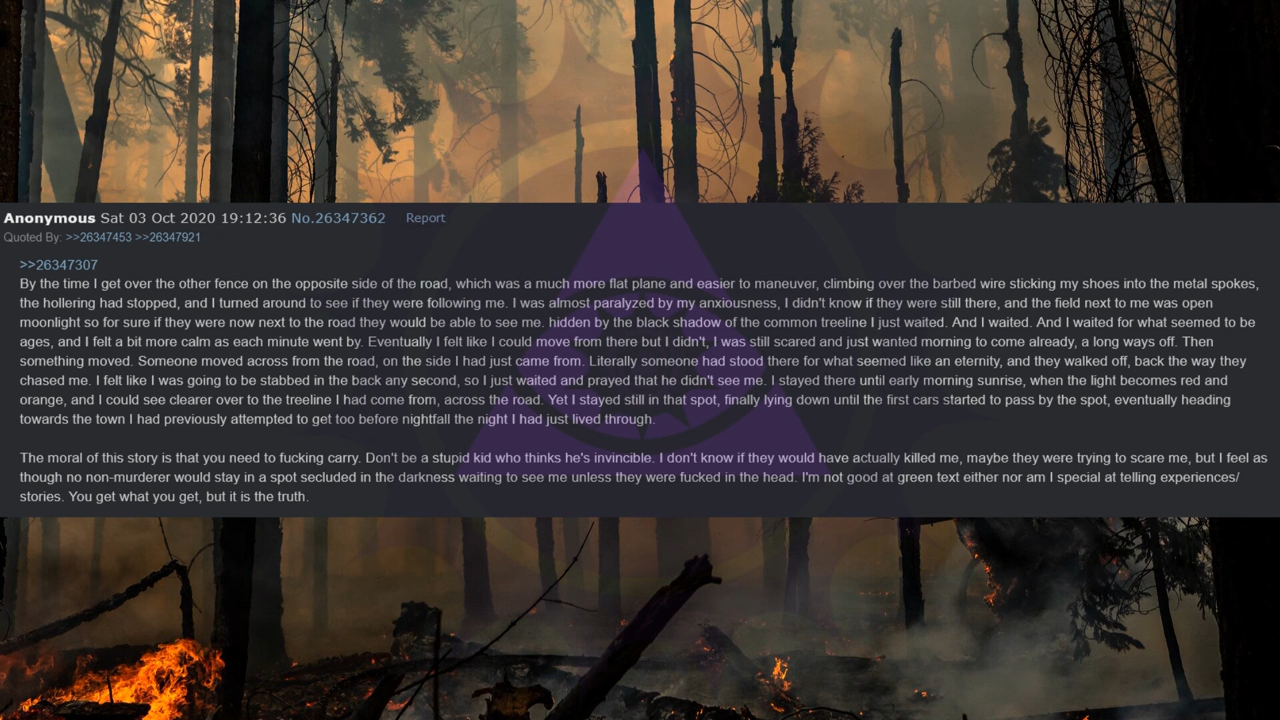 Anonymous Sat 03 Oct 2020 19:12:36 No.26347362 Report
Quoted By: >>26347453 >>26347921
>>26347307
By the time I get over the other fence on the opposite side of the road, which was a much more flat plane and easier to maneuver, climbing over the barbed wire sticking my shoes into the metal spokes,
the hollering had stopped, and I turned around to see if they were following me. I was almost paralyzed by my anxiousness, I didn't know if they were still there, and the field next to me was open
moonlight so for sure if they were now next to the road they would be able to see me. hidden by the black shadow of the common treeline I just waited. And I waited. And I waited for what seemed to be
ages, and I felt a bit more calm as each minute went by. Eventually I felt like I could move from there but I didn't, I was still scared and just wanted morning to come already, a long ways off. Then
something moved. Someone moved across from the road, on the side I had just came from. Literally someone had stood there for what seemed like an eternity, and they walked off, back the way they
chased me. I felt like I was going to be stabbed in the back any second, so I just waited and prayed that he didn't see me. I stayed there until early morning sunrise, when the light becomes red and
orange, and I could see clearer over to the treeline I had come from, across the road. Yet I stayed still in that spot, finally lying down until the first cars started to pass by the spot, eventually heading
towards the town I had previously attempted to get too before nightfall the night I had just lived through.
The moral of this story is that you need to fucking carry. Don't be a stupid kid who thinks he's invincible. I don't know if they would have actually killed me, maybe they were trying to scare me, but I feel as
though no non-murderer would stay in a spot secluded in the darkness waiting to see me unless they were fucked in the head. I'm not good at green text either nor am I special at telling experiences/
stories. You get what you get, but it is the truth.